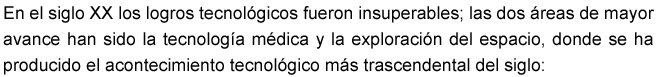 En el siglo XX los logros tecnológicos fueron insuperables; las dos áreas de mayor
avance han sido la tecnología médica y la exploración del espacio, donde se ha
producido el acontecimiento tecnológico más trascendental del siglo: